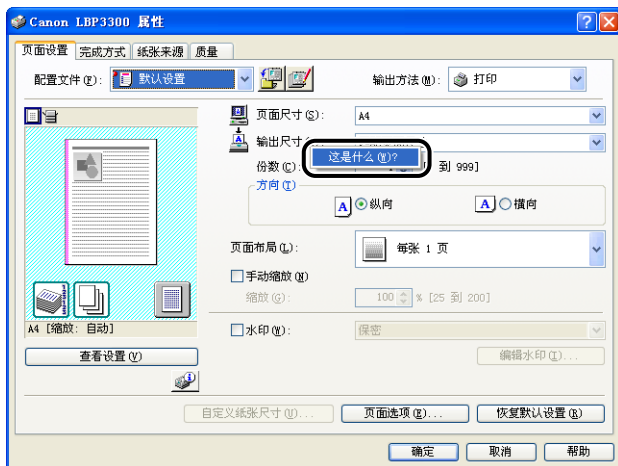 Canon LBP3300 属性
页面设置 完成方式 纸张来源 质量
配置文件(F): 默认设置 输出方法(M): 打印
页面尺寸(S): A4
输出尺寸
这是什么(W)?
份数(C): 到 999]
方向(T)
A 纵向 A 横向
页面布局(L): 每张 1 页
手动缩放(N)
缩放(G): 100 % [25 到 200]
A4 [缩放: 自动]
水印(W): 保密
查看设置(V) 编辑水印(I)...
自定义纸张尺寸(U)... 页面选项(E)... 恢复默认设置(R)
确定 取消 帮助